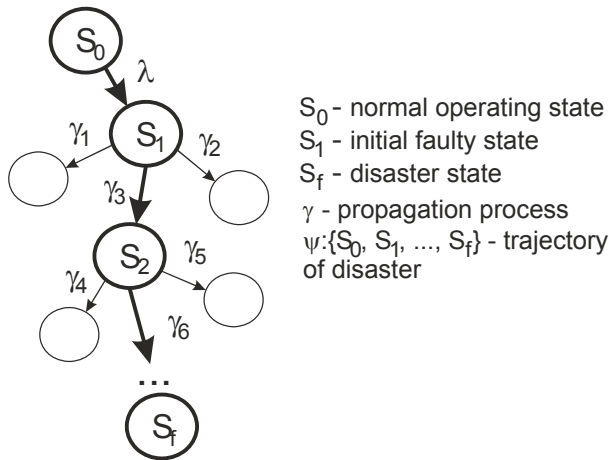 S0
λ
S1
γ1
γ2
γ3
S2
γ5
γ4
γ6
...
Sf
S0 - normal operating state
S1 - initial faulty state
Sf - disaster state
γ - propagation process
ψ:{S0, S1, ..., Sf} - trajectory
of disaster